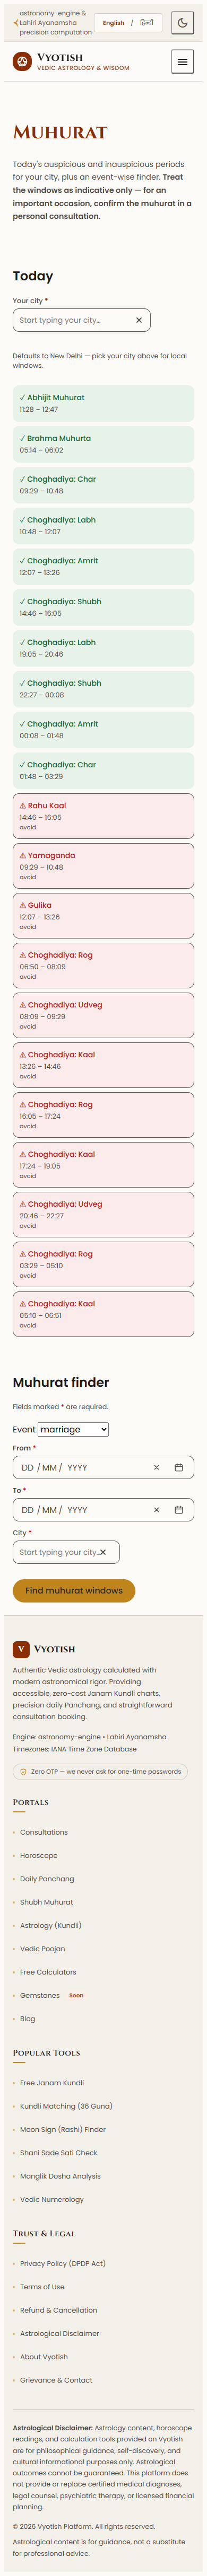 astronomy-engine &
Lahiri Ayanamsha
precision computation
English / हिन्दी
Vyotish
VEDIC ASTROLOGY & WISDOM
Muhurat
Today's auspicious and inauspicious periods
for your city, plus an event-wise finder. Treat
the windows as indicative only — for an
important occasion, confirm the muhurat in a
personal consultation.
Today
Your city *
Start typing your city…
Defaults to New Delhi — pick your city above for local
windows.
✓ Abhijit Muhurat
11:28 – 12:47
✓ Brahma Muhurta
05:14 – 06:02
✓ Choghadiya: Char
09:29 – 10:48
✓ Choghadiya: Labh
10:48 – 12:07
✓ Choghadiya: Amrit
12:07 – 13:26
✓ Choghadiya: Shubh
14:46 – 16:05
✓ Choghadiya: Labh
19:05 – 20:46
✓ Choghadiya: Shubh
22:27 – 00:08
✓ Choghadiya: Amrit
00:08 – 01:48
✓ Choghadiya: Char
01:48 – 03:29
⚠ Rahu Kaal
14:46 – 16:05
avoid
⚠ Yamaganda
09:29 – 10:48
avoid
⚠ Gulika
12:07 – 13:26
avoid
⚠ Choghadiya: Rog
06:50 – 08:09
avoid
⚠ Choghadiya: Udveg
08:09 – 09:29
avoid
⚠ Choghadiya: Kaal
13:26 – 14:46
avoid
⚠ Choghadiya: Rog
16:05 – 17:24
avoid
⚠ Choghadiya: Kaal
17:24 – 19:05
avoid
⚠ Choghadiya: Udveg
20:46 – 22:27
avoid
⚠ Choghadiya: Rog
03:29 – 05:10
avoid
⚠ Choghadiya: Kaal
05:10 – 06:51
avoid
Muhurat finder
Fields marked * are required.
Event marriage
From *
DD / MM / YYYY
To *
DD / MM / YYYY
City *
Start typing your city…
Find muhurat windows
V Vyotish
Authentic Vedic astrology calculated with
modern astronomical rigor. Providing
accessible, zero-cost Janam Kundli charts,
precision daily Panchang, and straightforward
consultation booking.
Engine: astronomy-engine • Lahiri Ayanamsha
Timezones: IANA Time Zone Database
Zero OTP — we never ask for one-time passwords
Portals
Consultations
Horoscope
Daily Panchang
Shubh Muhurat
Astrology (Kundli)
Vedic Poojan
Free Calculators
Gemstones Soon
Blog
Popular Tools
Free Janam Kundli
Kundli Matching (36 Guna)
Moon Sign (Rashi) Finder
Shani Sade Sati Check
Manglik Dosha Analysis
Vedic Numerology
Trust & Legal
Privacy Policy (DPDP Act)
Terms of Use
Refund & Cancellation
Astrological Disclaimer
About Vyotish
Grievance & Contact
Astrological Disclaimer: Astrology content, horoscope
readings, and calculation tools provided on Vyotish
are for philosophical guidance, self-discovery, and
cultural informational purposes only. Astrological
outcomes cannot be guaranteed. This platform does
not provide or replace certified medical diagnoses,
legal counsel, psychiatric therapy, or licensed financial
planning.
© 2026 Vyotish Platform. All rights reserved.
Astrological content is for guidance, not a substitute
for professional advice.